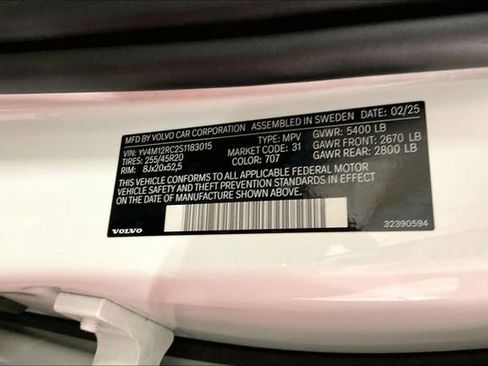 MFD BY VOLVO CAR CORPORATION ASSEMBLED IN SWEDEN DATE: 02/25
VIN: YV4M12RC2S1183015 TYPE: MPV GVWR: 5400 LB
TIRES: 255/45R20 MARKET CODE: 31 GAWR FRONT: 2670 LB
RIM: 8Jx20x52,5 COLOR: 707 GAWR REAR: 2800 LB
THIS VEHICLE CONFORMS TO ALL APPLICABLE FEDERAL MOTOR
VEHICLE SAFETY AND THEFT PREVENTION STANDARDS IN EFFECT
ON THE DATE OF MANUFACTURE SHOWN ABOVE.
VOLVO 32390594